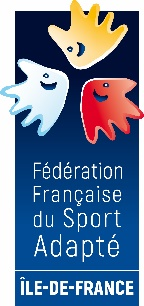 Fédération
Française
du Sport
Adapté
ÎLE-DE-FRANCE